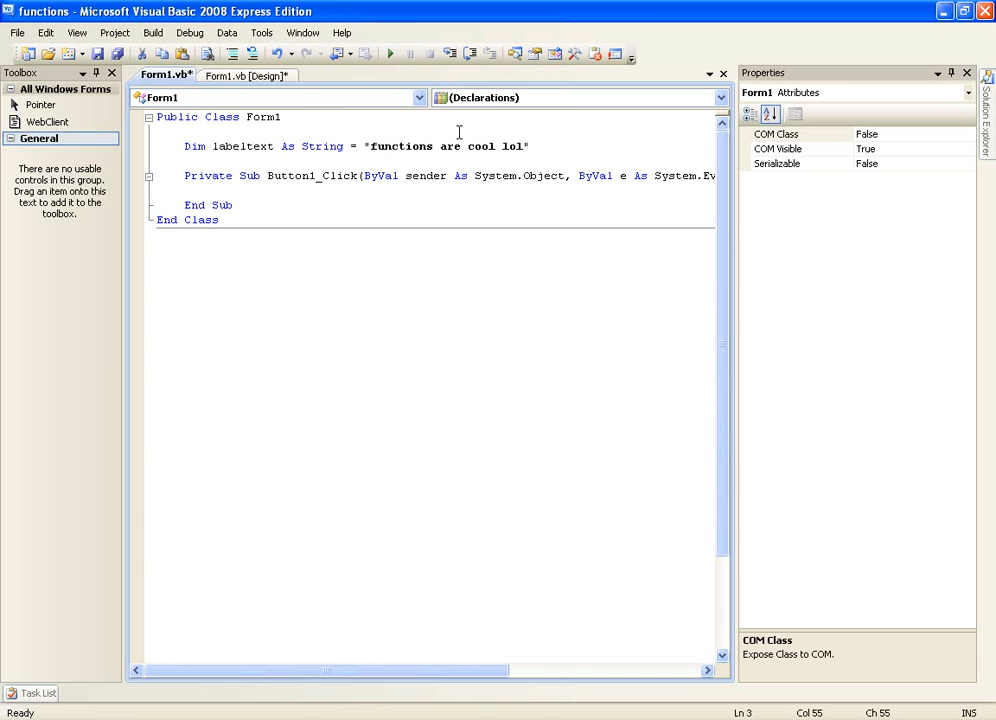 functions - Microsoft Visual Basic 2008 Express Edition
File Edit View Project Build Debug Data Tools Window Help
Toolbox
All Windows Forms
Pointer
WebClient
General
There are no usable
controls in this group.
Drag an item onto this
text to add it to the
toolbox.
Form1.vb* Form1.vb [Design]*
Form1 (Declarations)
Public Class Form1
Dim labeltext As String = "functions are cool lol"
Private Sub Button1_Click(ByVal sender As System.Object, ByVal e As System.Ev
End Sub
End Class
Properties
Form1 Attributes
COM Class False
COM Visible True
Serializable False
COM Class
Expose Class to COM.
Solution Explorer
Task List
Ready Ln 3 Col 55 Ch 55 INS